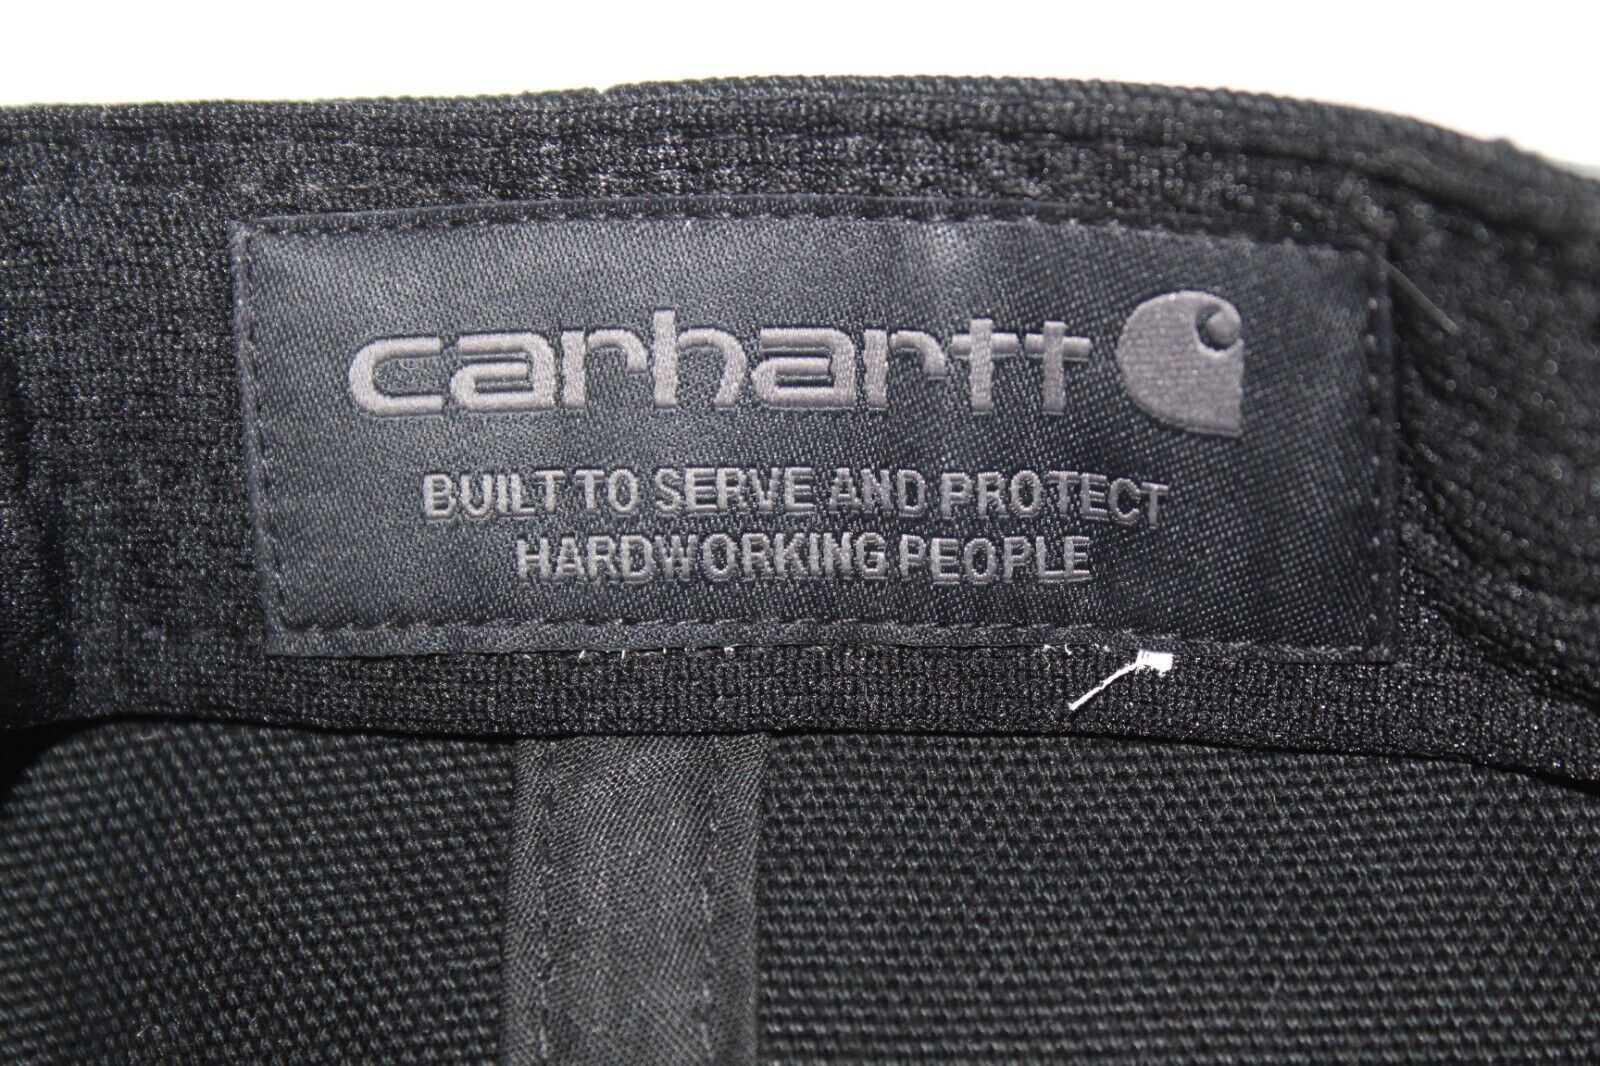 carhartt
BUILT TO SERVE AND PROTECT
HARDWORKING PEOPLE